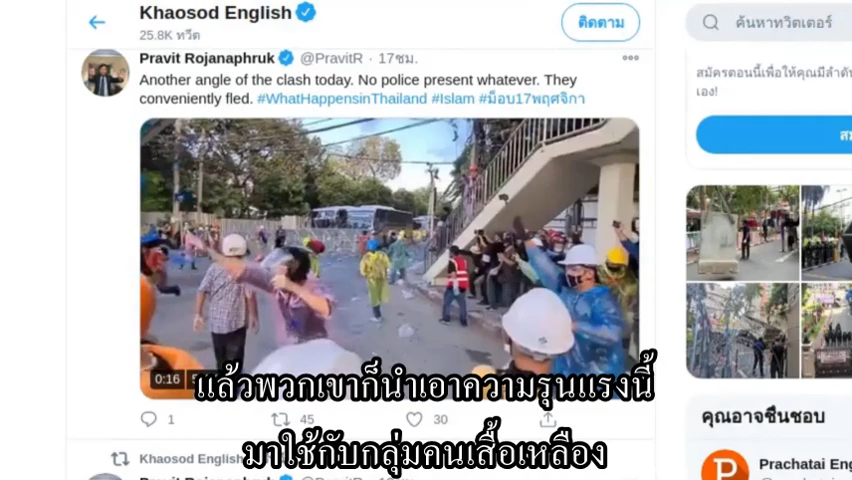 Khaosod English
25.8K ทวีต
ติดตาม
ค้นหาทวิตเตอร์
Pravit Rojanaphruk @PravitR · 17ชม.
Another angle of the clash today. No police present whatever. They
conveniently fled. #WhatHappensinThailand #Islam #ม็อบ17พฤศจิกา
สมัครตอนนี้เพื่อให้คุณมีลำดับ
เอง!
0:16
แล้วพวกเขาก็นำเอาความรุนแรงนี้
1 45 30
มาใช้กับกลุ่มคนเสื้อเหลือง
Khaosod English
คุณอาจชื่นชอบ
Prachatai Eng